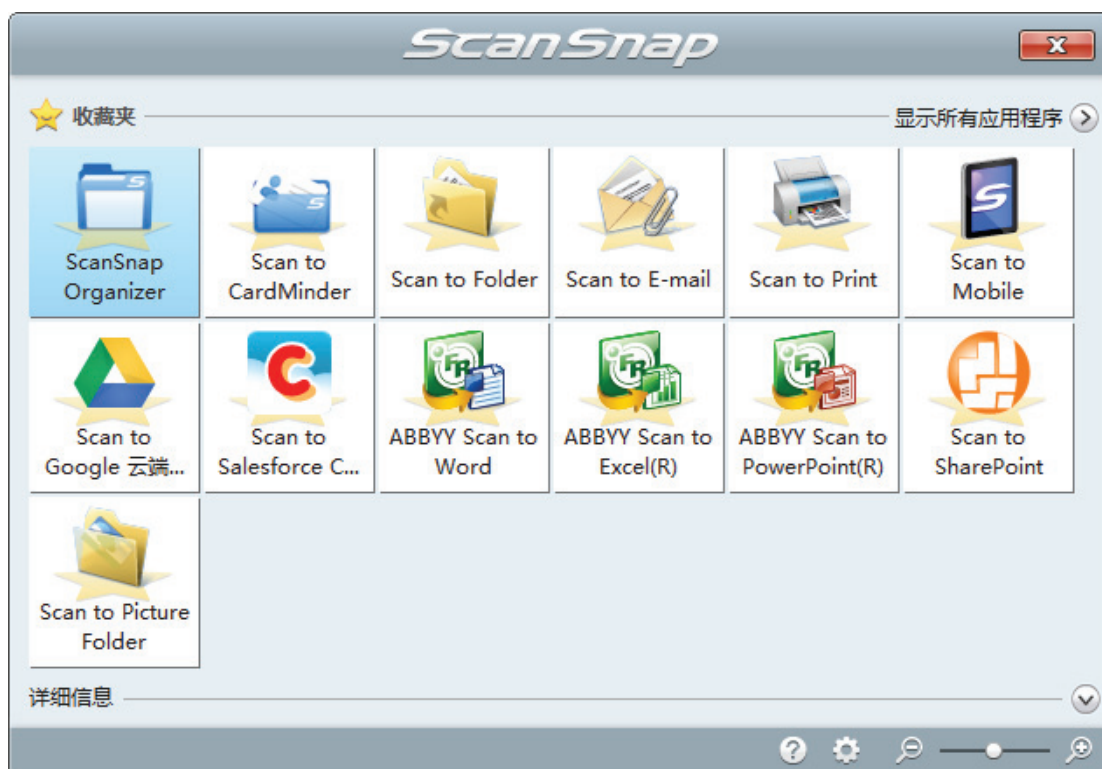 ScanSnap
收藏夹
显示所有应用程序
ScanSnap
Organizer
Scan to
CardMinder
Scan to Folder
Scan to E-mail
Scan to Print
Scan to
Mobile
Scan to
Google 云端...
Scan to
Salesforce C...
ABBYY Scan to
Word
ABBYY Scan to
Excel(R)
ABBYY Scan to
PowerPoint(R)
Scan to
SharePoint
Scan to Picture
Folder
详细信息